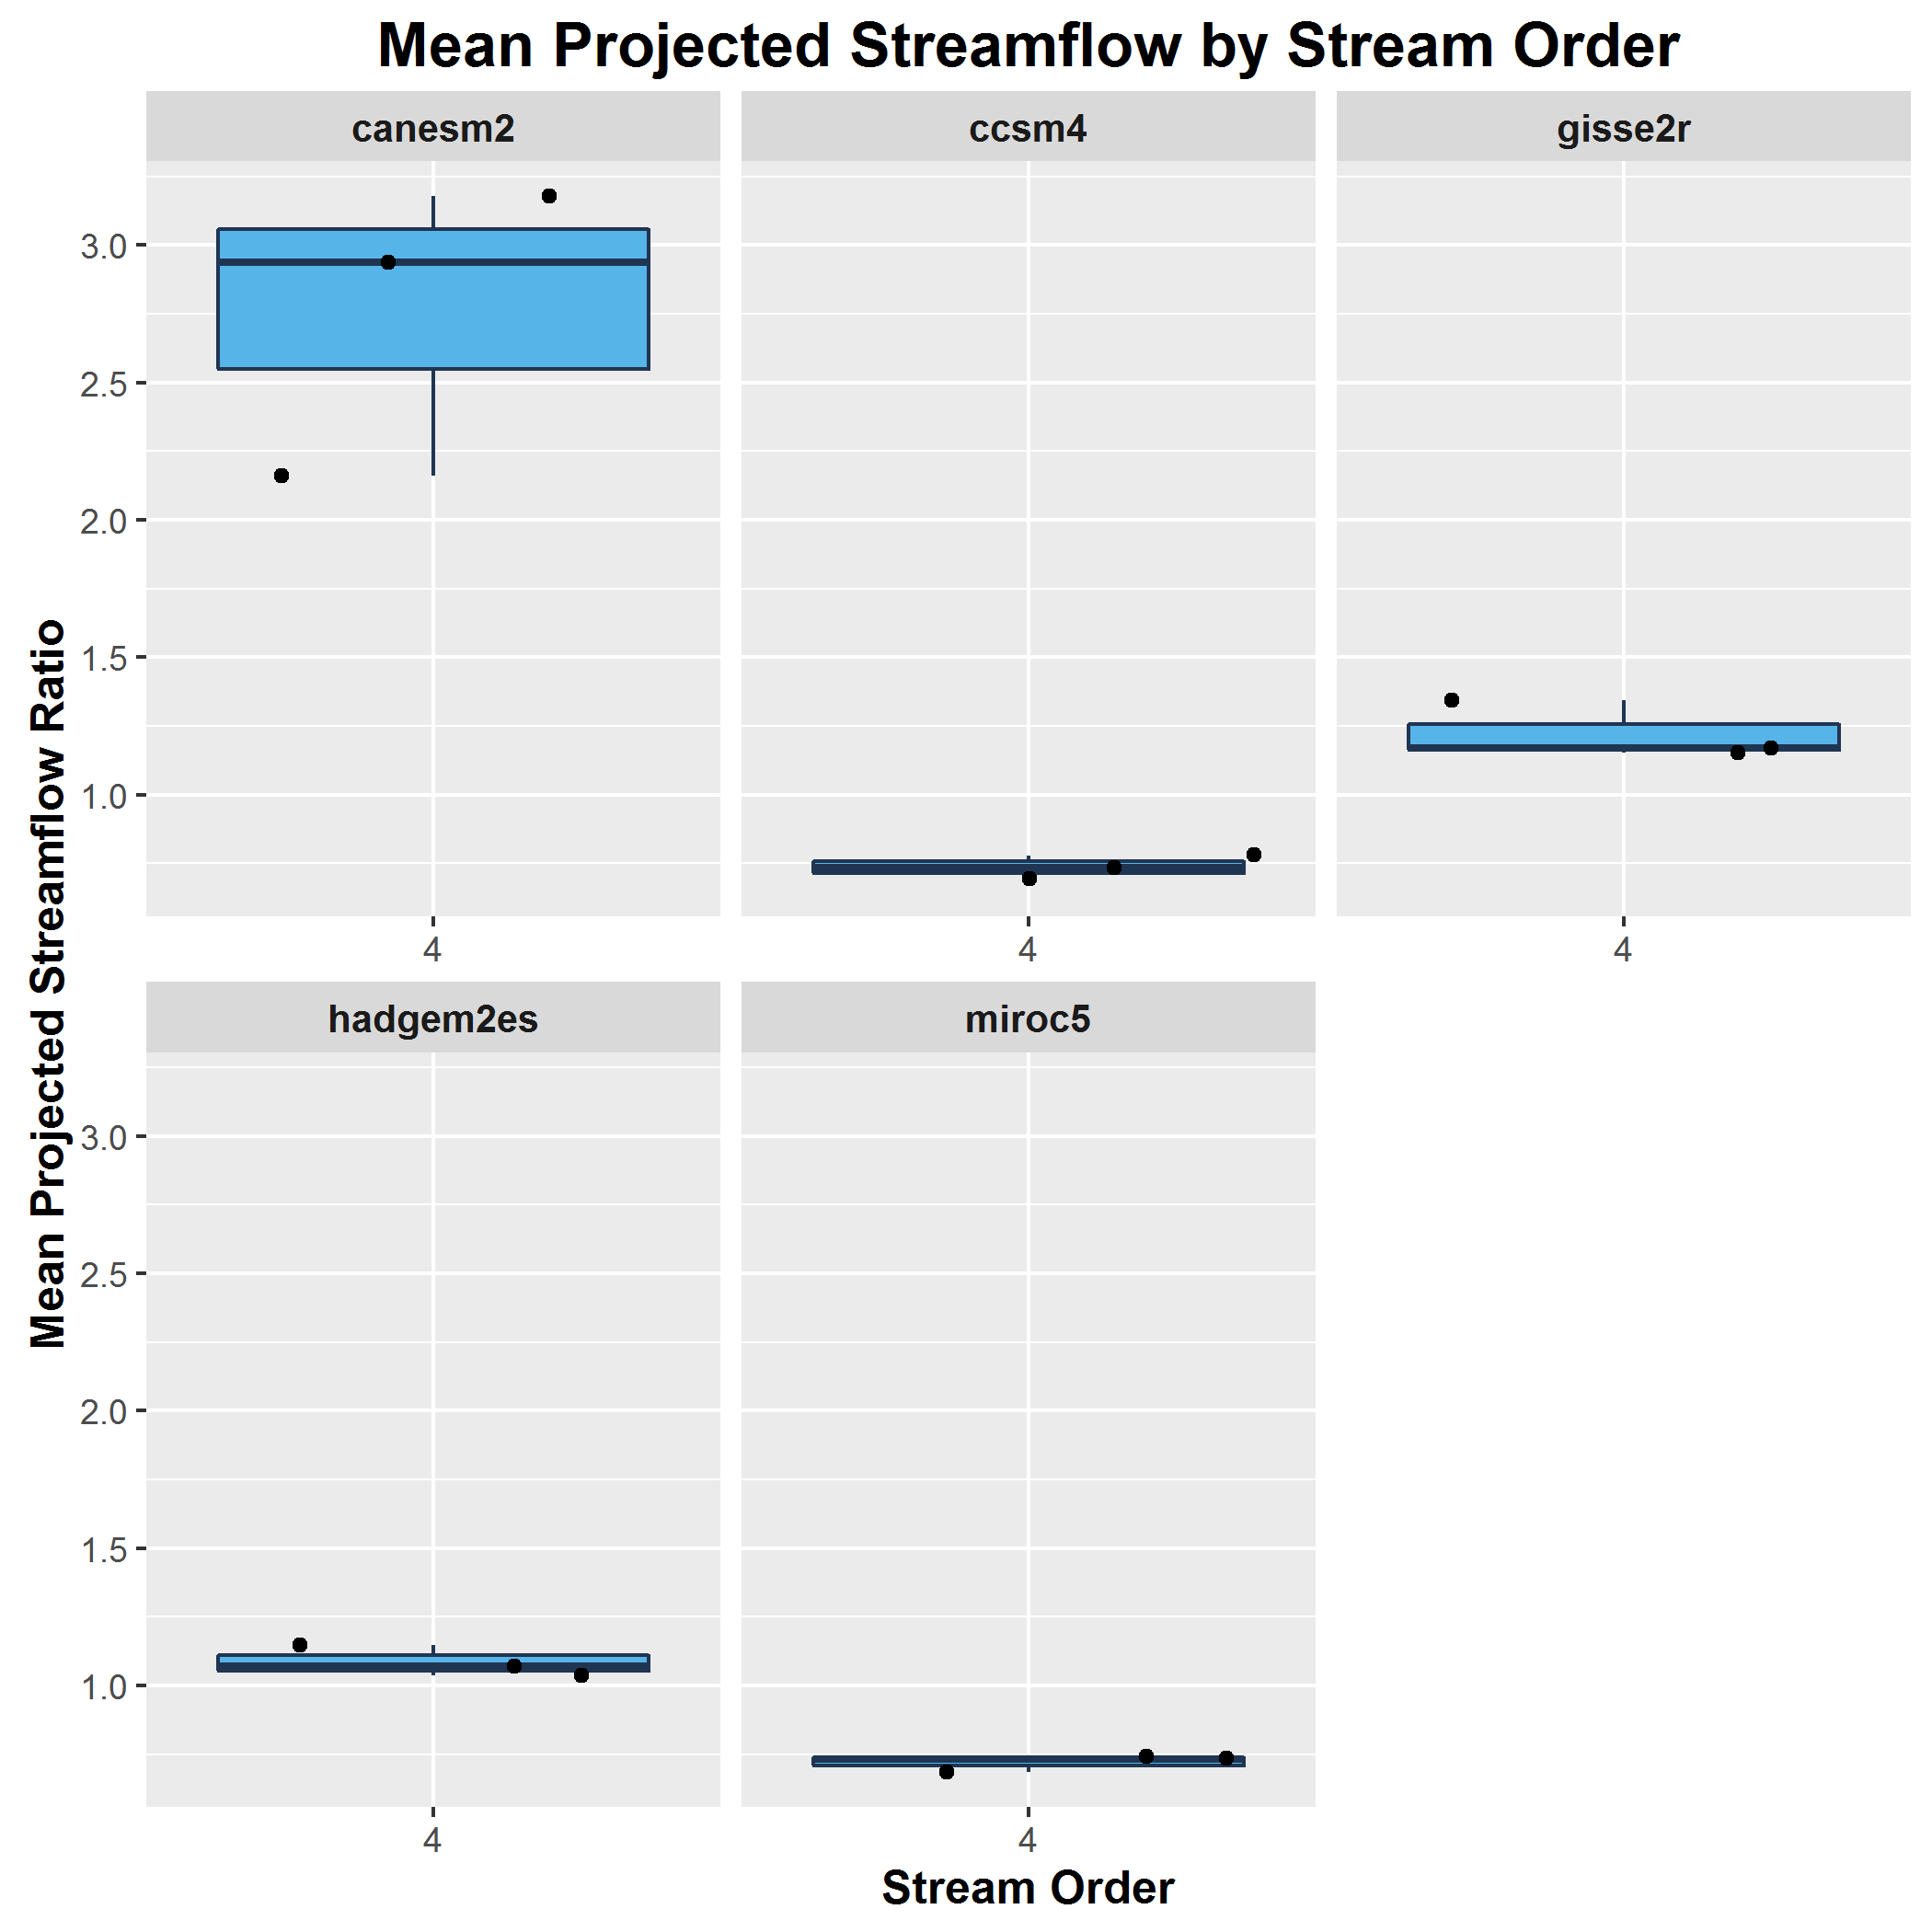 Mean Projected Streamflow by Stream Order
canesm2
ccsm4
gisse2r
Mean Projected Streamflow Ratio
3.0
2.5
2.0
1.5
1.0
4
4
4
hadgem2es
miroc5
3.0
2.5
2.0
1.5
1.0
4
4
Stream Order